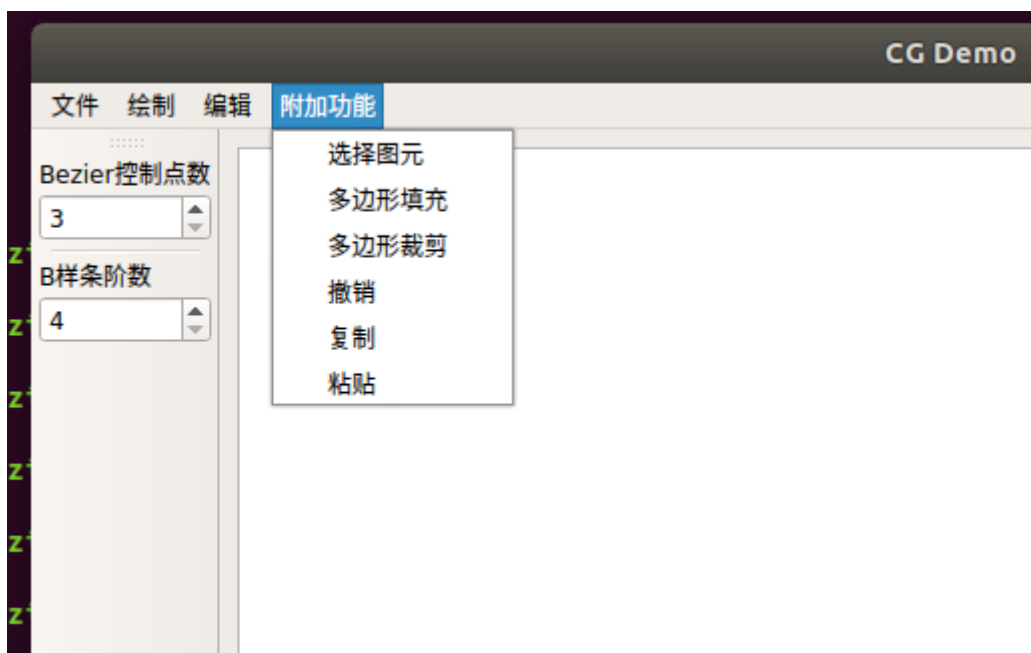 CG Demo
文件 绘制 编辑 附加功能
选择图元
多边形填充
多边形裁剪
撤销
复制
粘贴
Bezier控制点数
3
B样条阶数
4
z
z
z
z
z
z